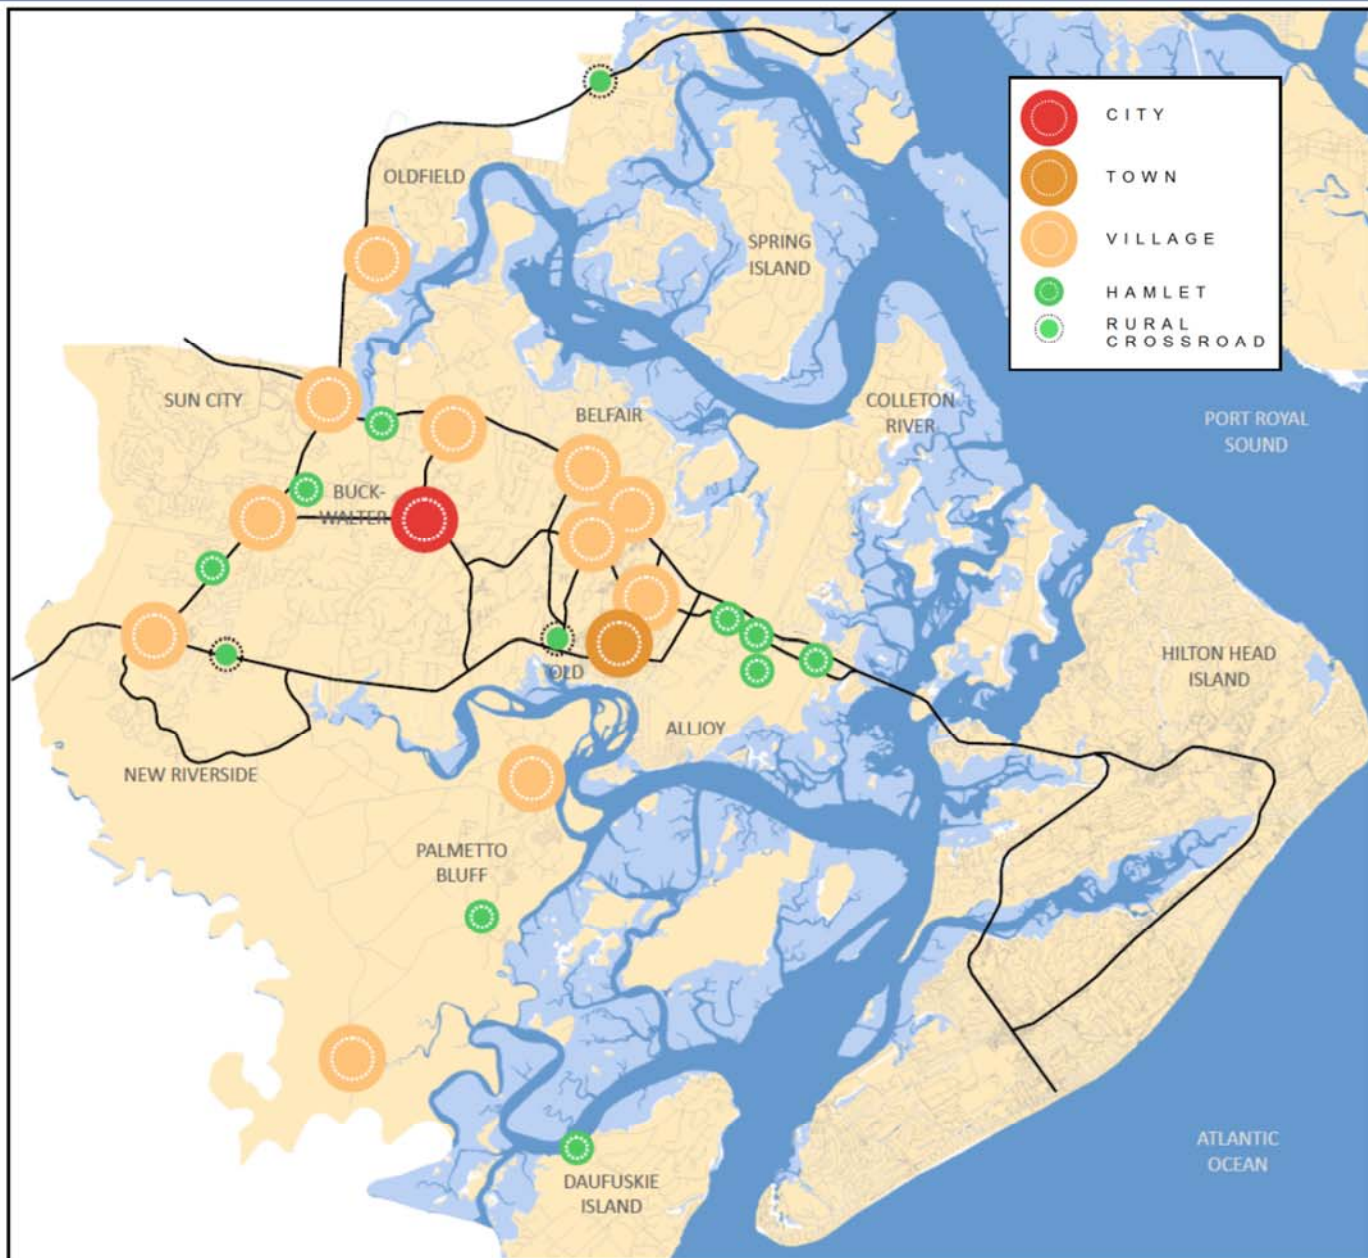 CITY
TOWN
VILLAGE
HAMLET
RURAL
CROSSROAD
OLDFIELD
SPRING
ISLAND
SUN CITY
BELFAIR
COLLETON
RIVER
PORT ROYAL
SOUND
BUCK-
WALTER
HILTON HEAD
ISLAND
OLD
ALLJOY
NEW RIVERSIDE
PALMETTO
BLUFF
ATLANTIC
OCEAN
DAUFUSKIE
ISLAND